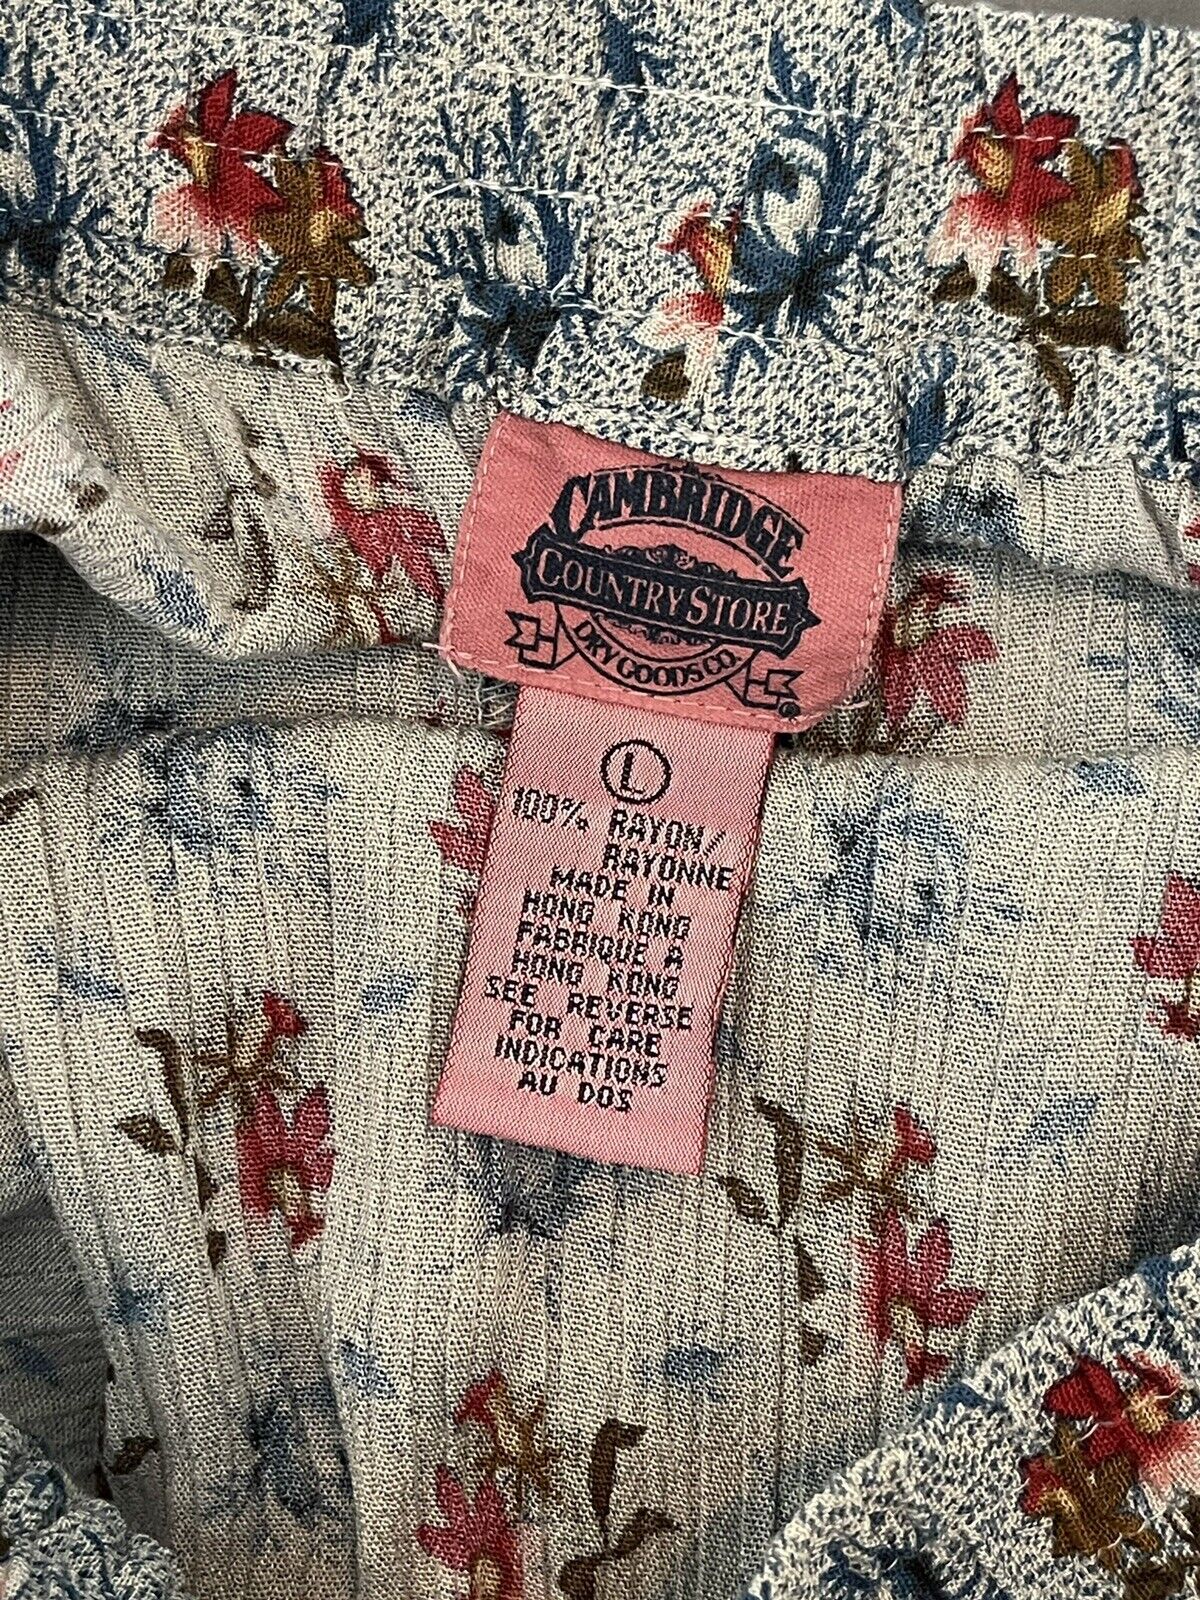 CAMBRIDGE
COUNTRY STORE
DRY GOODS CO.
®
L
100% RAYON/
RAYONNE
MADE IN
HONG KONG
FABRIQUE A
HONG KONG
SEE REVERSE
FOR CARE
INDICATIONS
AU DOS